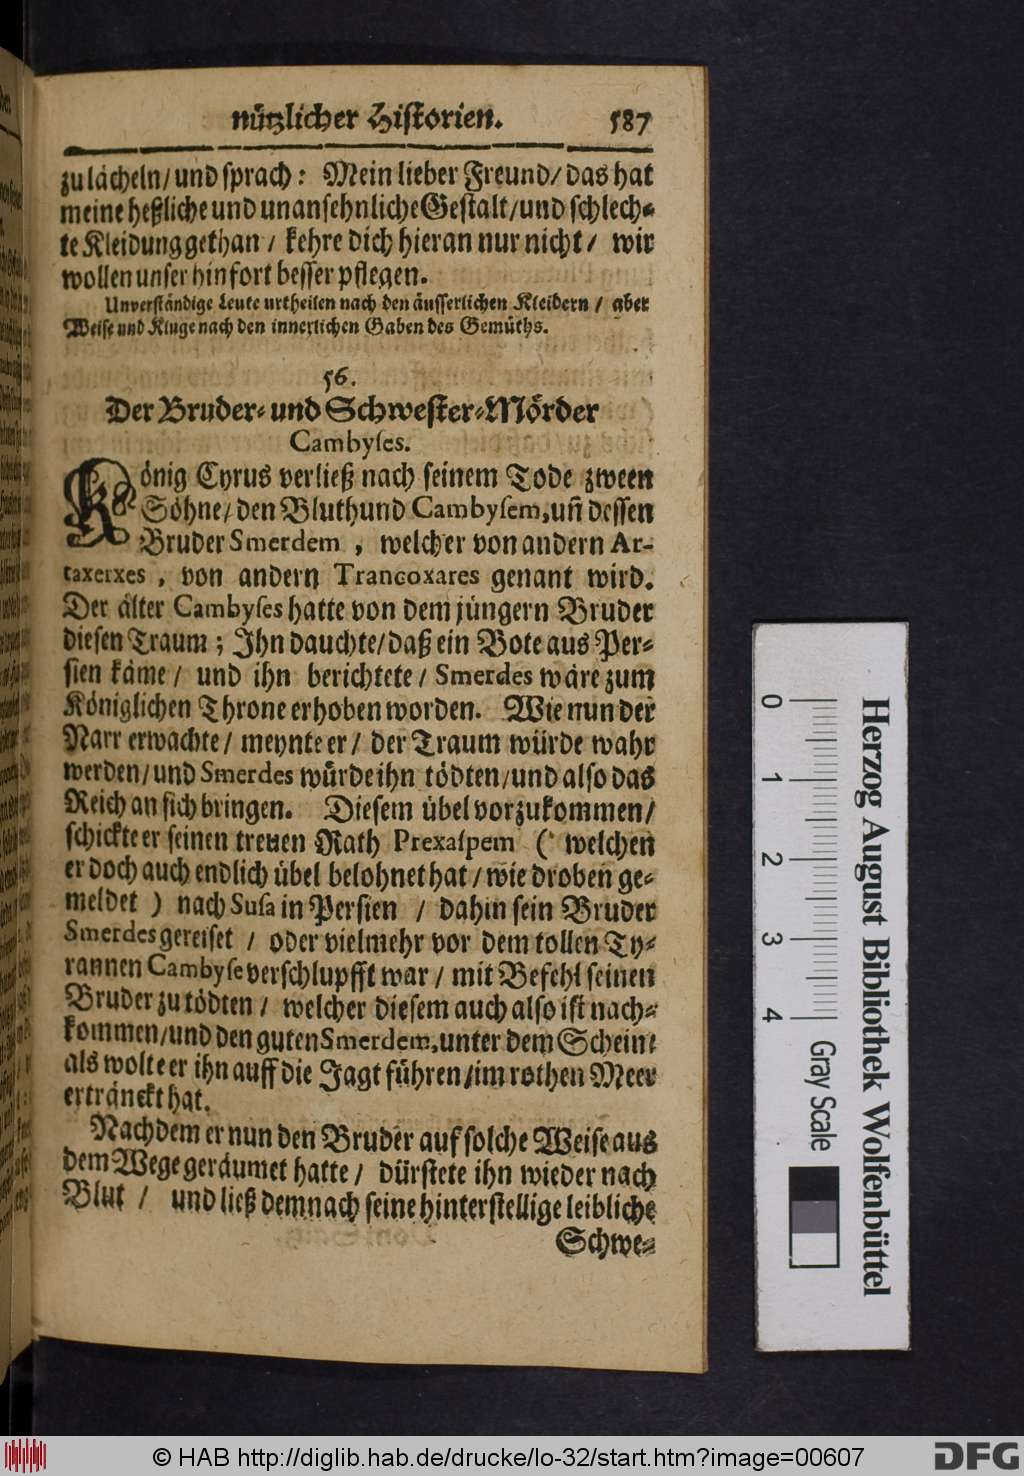 nützlicher Historien. 587
zu lächeln/ und sprach: Mein lieber Freund/ das hat
meine heßliche und unansehnliche Gestalt/ und schlech-
te Kleidung gethan/ kehre dich hieran nur nicht/ wir
wollen unser hinfort besser pflegen.
Unverständige Leute urtheilen nach den äusserlichen Kleidern/ aber
Weise und Kluge nach den innerlichen Gaben des Gemüths.
56.
Der Bruder- und Schwester-Mörder
Cambyses.
König Cyrus verließ nach seinem Tode zween
Söhne/ den Bluthund Cambysem, uñ dessen
Bruder Smerdem, welcher von andern Ar-
taxerxes, von andern Trancoxares genant wird.
Der älter Cambyses hatte von dem jüngern Bruder
diesen Traum; Ihn dauchte/ daß ein Bote aus Per-
sien käme/ und ihn berichtete/ Smerdes wäre zum
Königlichen Throne erhoben worden. Wie nun der
Narr erwachte/ meynte er/ der Traum würde wahr
werden/ und Smerdes würde ihn tödten/ und also das
Reich an sich bringen. Diesem übel vorzukommen/
schickte er seinen treuen Rath Prexaspem (welchen
er doch auch endlich übel belohnet hat/ wie droben ge-
meldet) nach Susa in Persien/ dahin sein Bruder
Smerdes gereiset/ oder vielmehr vor dem tollen Ty-
rannen Cambyse verschlupfft war/ mit Befehl seinen
Bruder zu tödten/ welcher diesem auch also ist nach-
kommen/ und den guten Smerdem, unter dem Schein/
als wolte er ihn auff die Jagt führen/ im rothen Meer
ertränckt hat.
Nachdem er nun den Bruder auf solche Weise aus
dem Wege geräumet hatte/ dürstete ihn wieder nach
Blut/ und ließ demnach seine hinterstellige leibliche
Schwe-
0 1 2 3 4 Gray Scale
Herzog August Bibliothek Wolfenbüttel
© HAB http://diglib.hab.de/drucke/lo-32/start.htm?image=00607
DFG